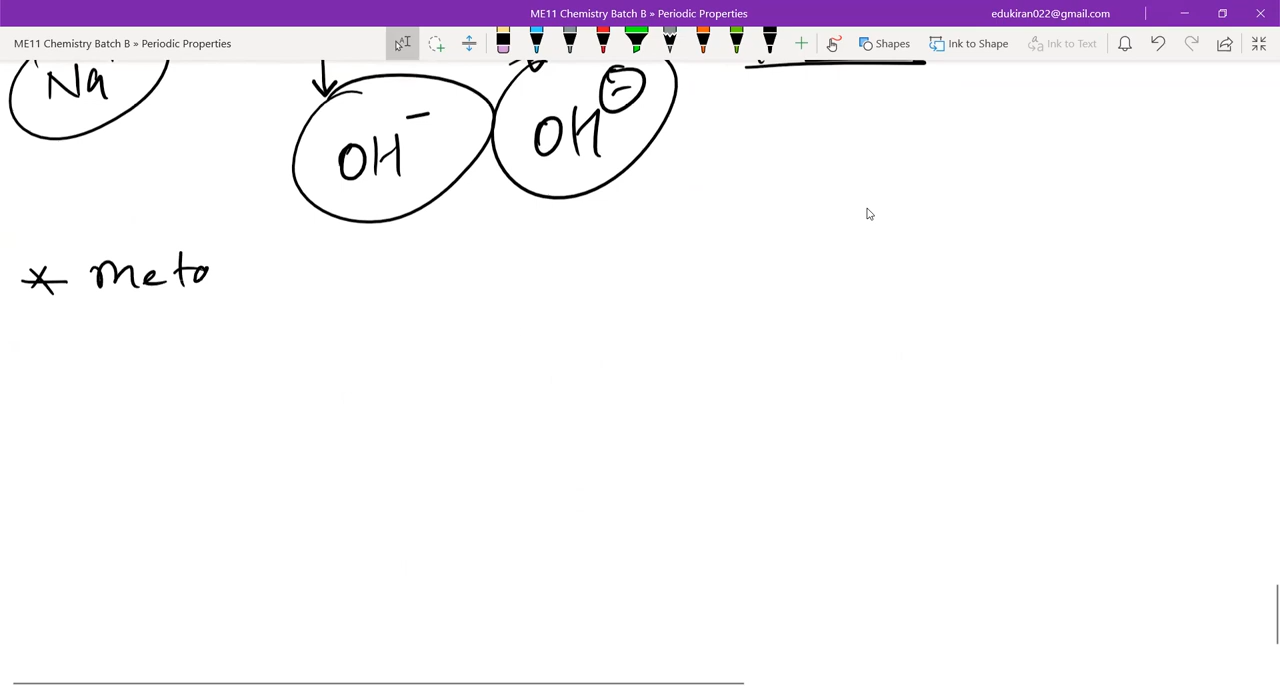 ME11 Chemistry Batch B » Periodic Properties edukiran022@gmail.com
ME11 Chemistry Batch B » Periodic Properties Shapes Ink to Shape Ink to Text
Na
OH⁻ OH⁻
* Meto